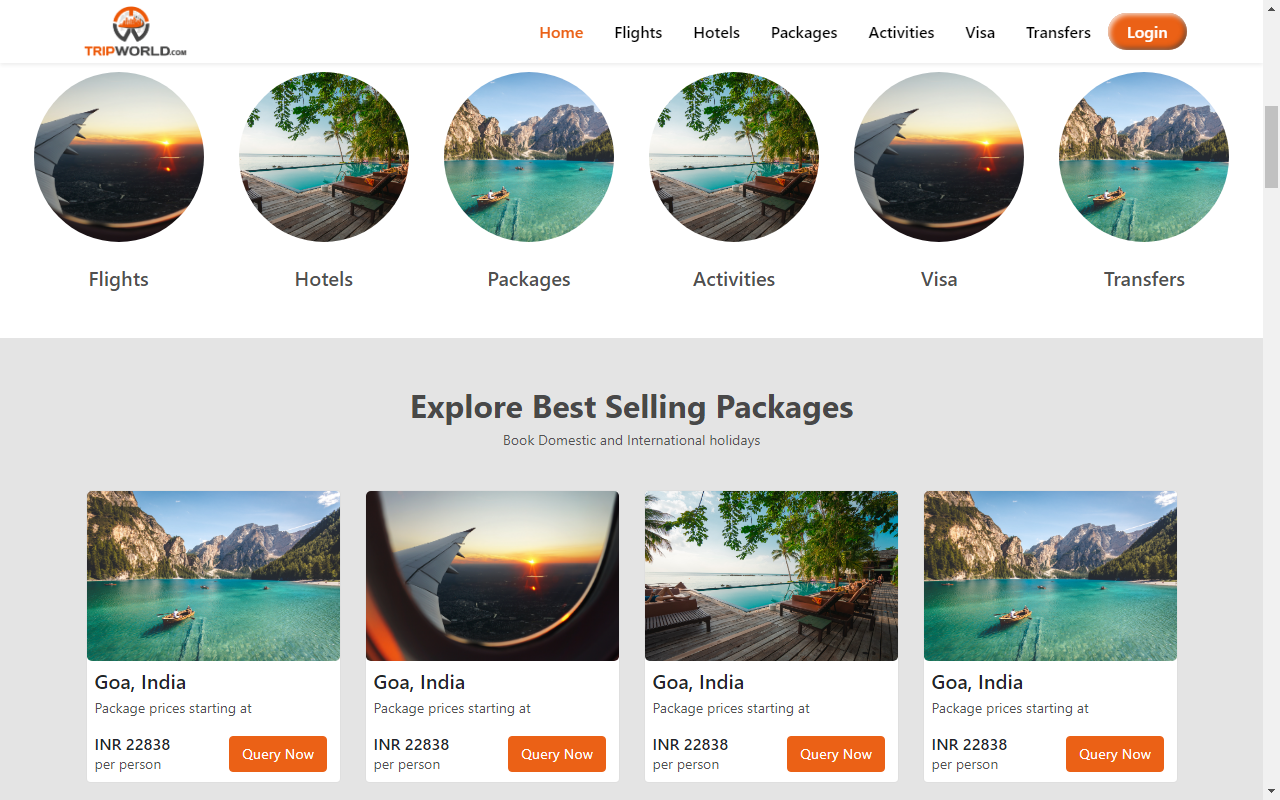 TRIPWORLD.COM
Home Flights Hotels Packages Activities Visa Transfers Login
Flights Hotels Packages Activities Visa Transfers
Explore Best Selling Packages
Book Domestic and International holidays
Goa, India Goa, India Goa, India Goa, India
Package prices starting at Package prices starting at Package prices starting at Package prices starting at
INR 22838 INR 22838 INR 22838 INR 22838
Query Now Query Now Query Now Query Now
per person per person per person per person